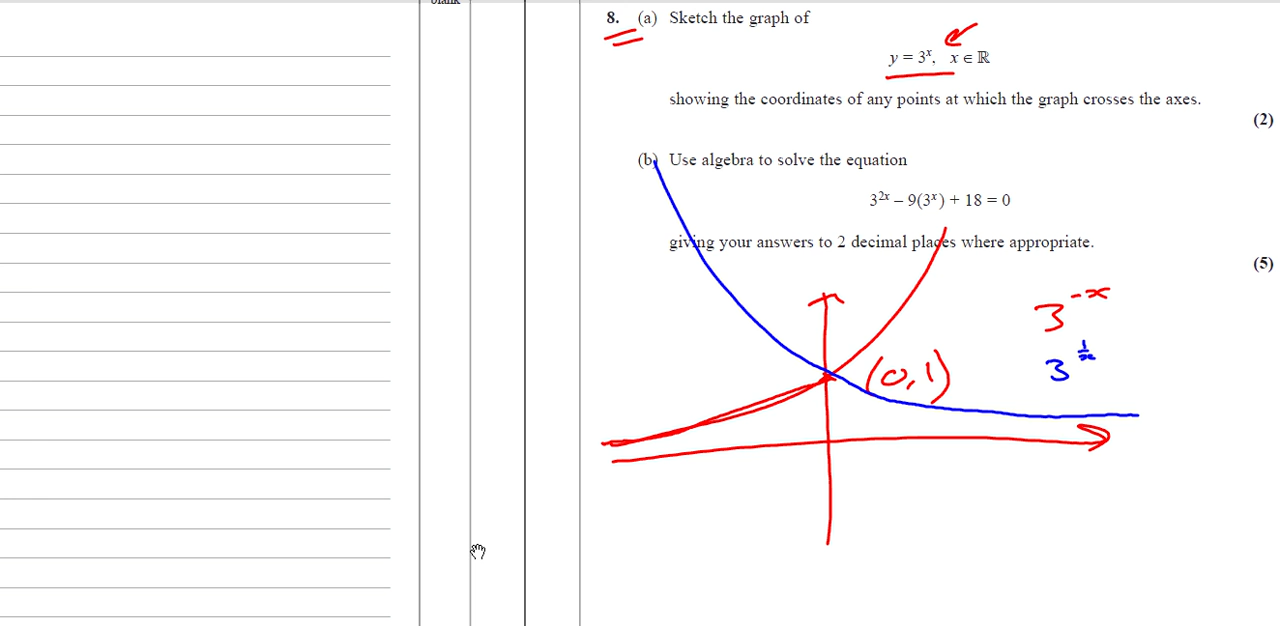 blank
8. (a) Sketch the graph of
y = 3ˣ, x ∈ ℝ
showing the coordinates of any points at which the graph crosses the axes.
(2)
(b) Use algebra to solve the equation
3²ˣ – 9(3ˣ) + 18 = 0
giving your answers to 2 decimal places where appropriate.
(5)
3⁻ˣ
3^(1/x)
(0,1)